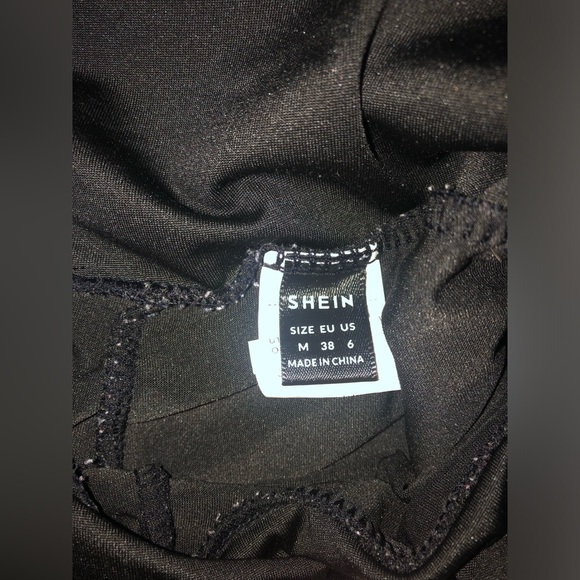 SHEIN
SIZE EU US
M 38 6
MADE IN CHINA